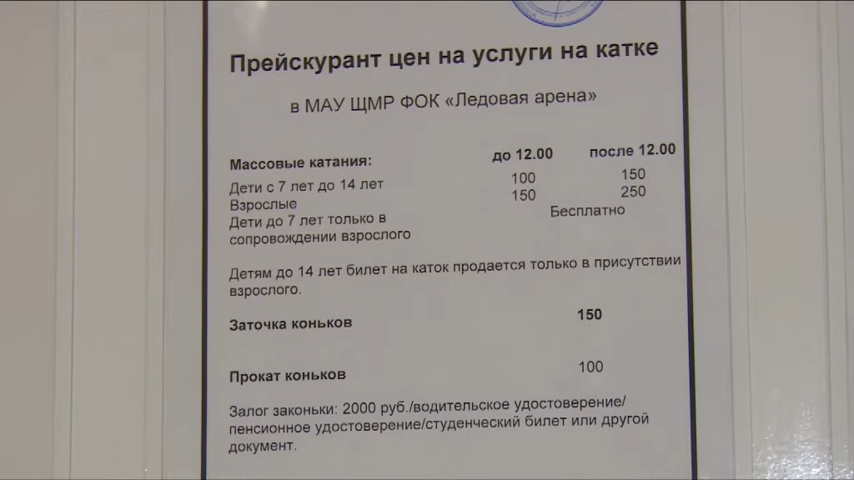 Прейскурант цен на услуги на катке
в МАУ ЩМР ФОК «Ледовая арена»
Массовые катания: до 12.00 после 12.00
Дети с 7 лет до 14 лет 100 150
Взрослые 150 250
Дети до 7 лет только в Бесплатно
сопровождении взрослого
Детям до 14 лет билет на каток продается только в присутствии
взрослого.
Заточка коньков 150
Прокат коньков 100
Залог законьки: 2000 руб./водительское удостоверение/
пенсионное удостоверение/студенческий билет или другой
документ.